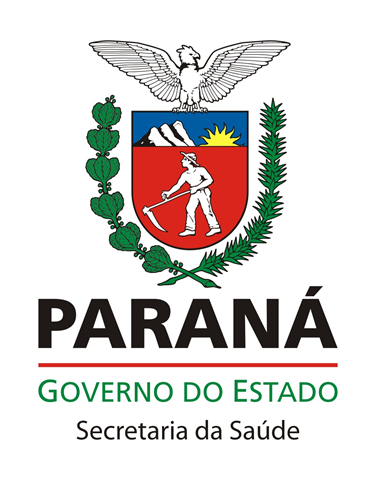 PARANÁ
GOVERNO DO ESTADO
Secretaria da Saúde